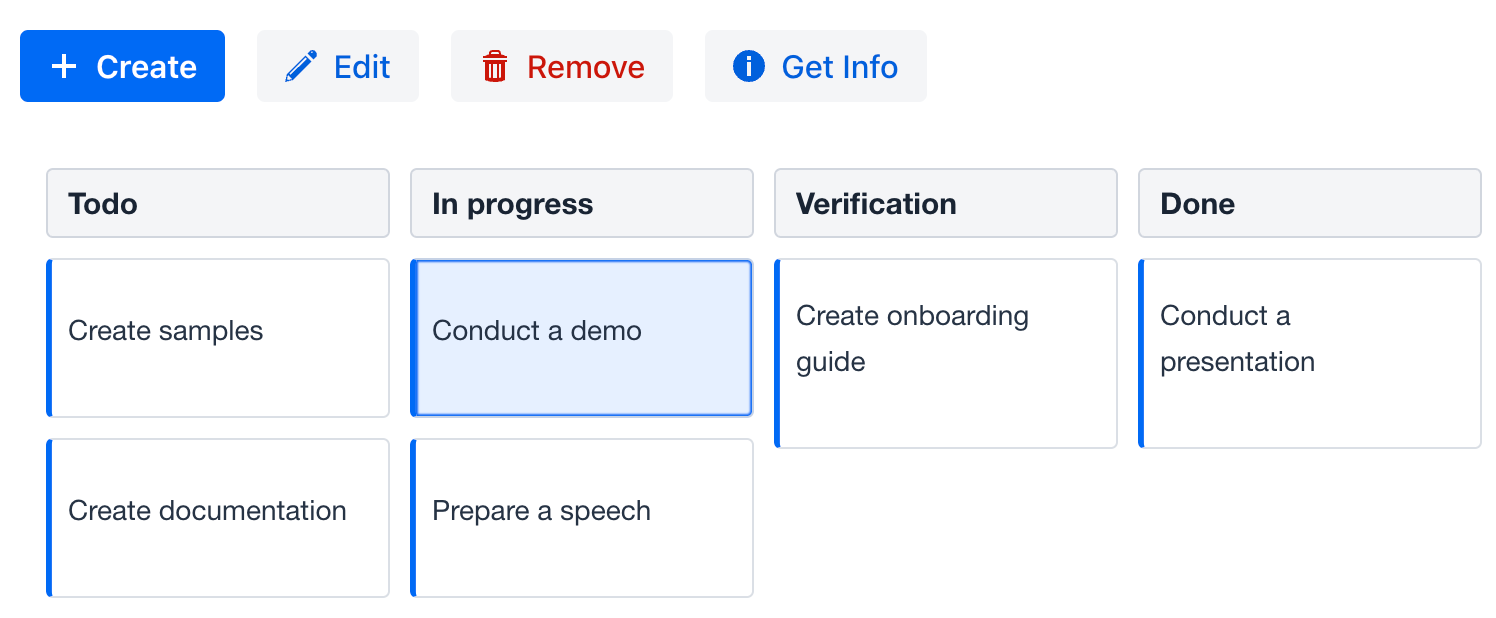 Create
Edit
Remove
Get Info
Todo
In progress
Verification
Done
Create samples
Conduct a demo
Create onboarding
guide
Conduct a
presentation
Create documentation
Prepare a speech